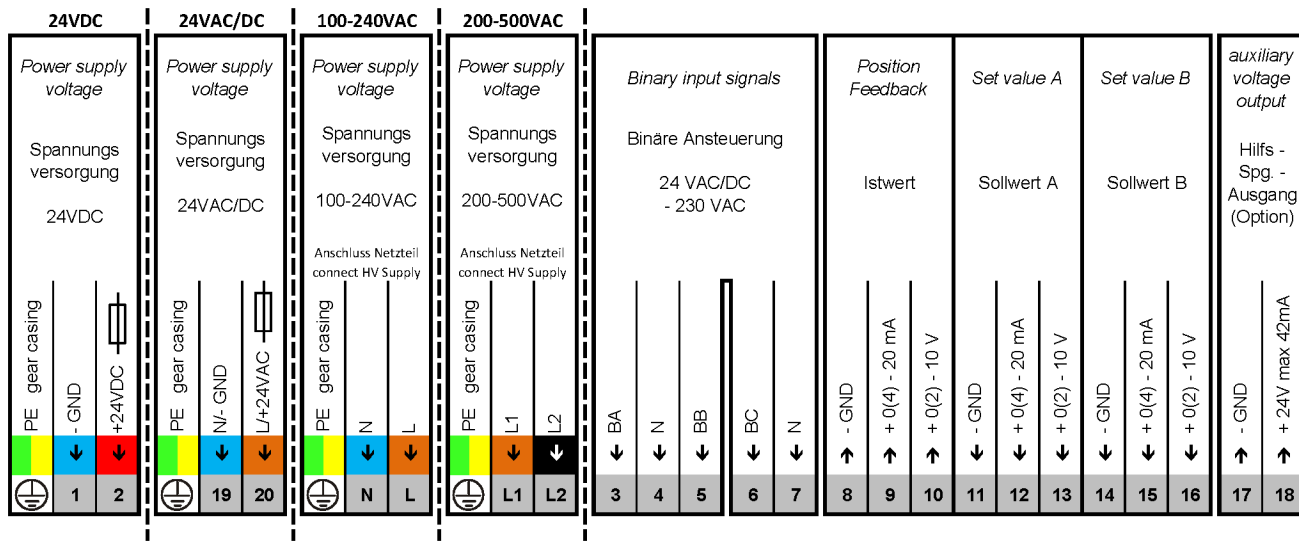 24VDC
Power supply
voltage
Spannungs
versorgung
24VDC
PE gear casing
- GND
+24VDC
1
2
24VAC/DC
Power supply
voltage
Spannungs
versorgung
24VAC/DC
PE gear casing
N/- GND
L/+24VAC
19
20
100-240VAC
Power supply
voltage
Spannungs
versorgung
100-240VAC
Anschluss Netzteil
connect HV Supply
PE gear casing
N
L
N
L
200-500VAC
Power supply
voltage
Spannungs
versorgung
200-500VAC
Anschluss Netzteil
connect HV Supply
PE gear casing
L1
L2
L1
L2
Binary input signals
Binäre Ansteuerung
24 VAC/DC
- 230 VAC
BA
N
BB
BC
N
3
4
5
6
7
Position
Feedback
Istwert
- GND
+ 0(4) - 20 mA
+ 0(2) - 10 V
8
9
10
Set value A
Sollwert A
- GND
+ 0(4) - 20 mA
+ 0(2) - 10 V
11
12
13
Set value B
Sollwert B
- GND
+ 0(4) - 20 mA
+ 0(2) - 10 V
14
15
16
auxiliary
voltage
output
Hilfs -
Spg. -
Ausgang
(Option)
- GND
+ 24V max 42mA
17
18